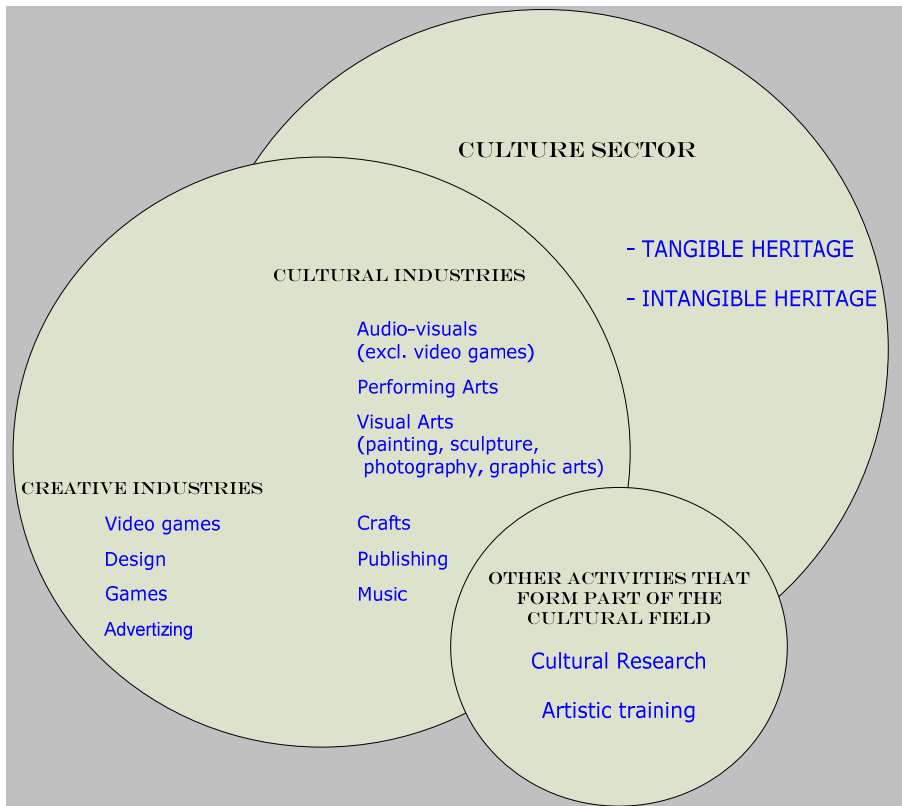 CULTURE SECTOR
- TANGIBLE HERITAGE
- INTANGIBLE HERITAGE
CULTURAL INDUSTRIES
Audio-visuals
(excl. video games)
Performing Arts
Visual Arts
(painting, sculpture,
photography, graphic arts)
Crafts
Publishing
Music
CREATIVE INDUSTRIES
Video games
Design
Games
Advertizing
OTHER ACTIVITIES THAT
FORM PART OF THE
CULTURAL FIELD
Cultural Research
Artistic training